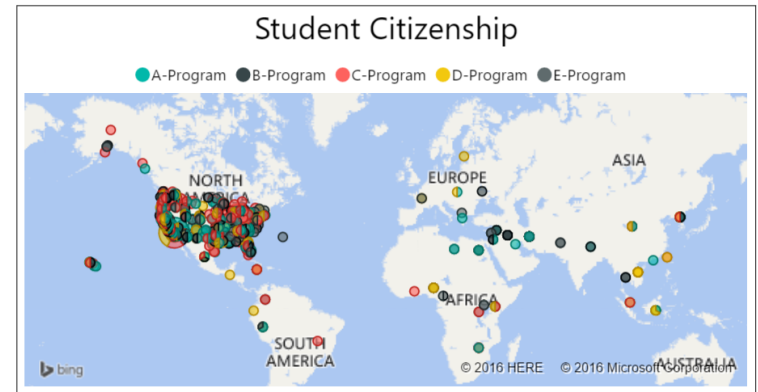 Student Citizenship
A-Program B-Program C-Program D-Program E-Program
ASIA
EUROPE
NORTH
AMERICA
AFRICA
SOUTH
AMERICA
AUSTRALIA
bing
© 2016 HERE © 2016 Microsoft Corporation